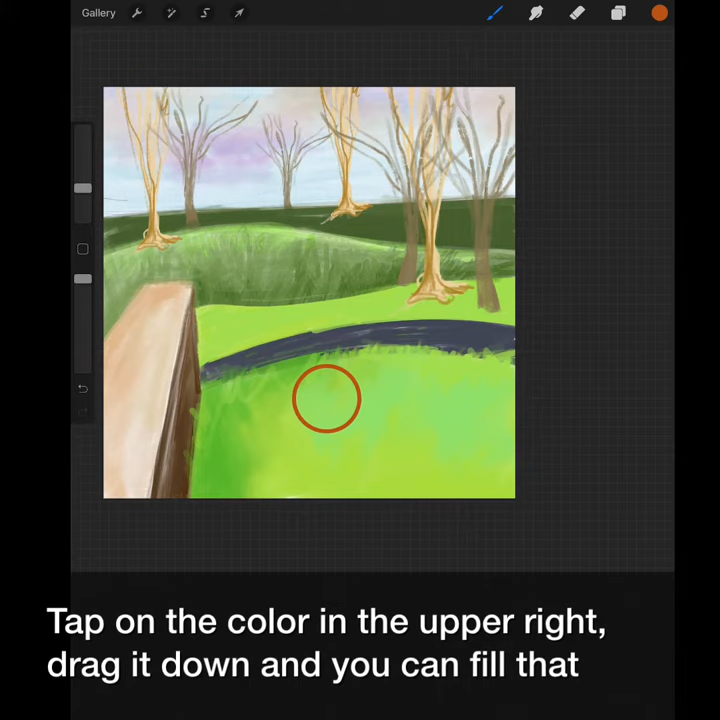 Gallery
Tap on the color in the upper right,
drag it down and you can fill that